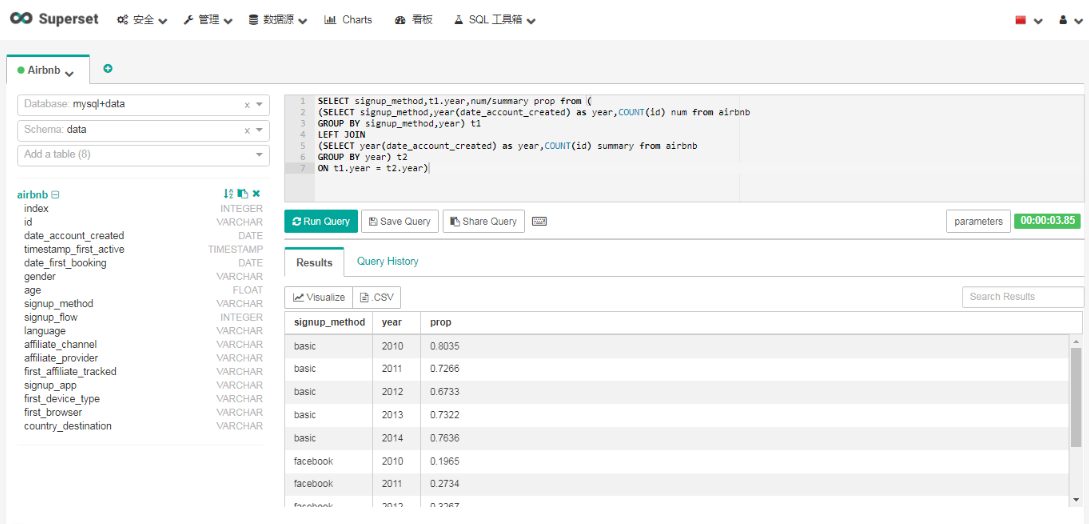 Superset 安全 管理 数据源 Charts 看板 SQL 工具箱
Airbnb
Database: mysql+data x
Schema: data x
Add a table (8)
airbnb
index INTEGER
id VARCHAR
date_account_created DATE
timestamp_first_active TIMESTAMP
date_first_booking DATE
gender VARCHAR
age FLOAT
signup_method VARCHAR
signup_flow INTEGER
language VARCHAR
affiliate_channel VARCHAR
affiliate_provider VARCHAR
first_affiliate_tracked VARCHAR
signup_app VARCHAR
first_device_type VARCHAR
first_browser VARCHAR
country_destination VARCHAR
1 SELECT signup_method,t1.year,num/summary prop from (
2 (SELECT signup_method,year(date_account_created) as year,COUNT(id) num from airbnb
3 GROUP BY signup_method,year) t1
4 LEFT JOIN
5 (SELECT year(date_account_created) as year,COUNT(id) summary from airbnb
6 GROUP BY year) t2
7 ON t1.year = t2.year)
Run Query Save Query Share Query parameters 00:00:03.85
Results Query History
Visualize .CSV Search Results
signup_method year prop
basic 2010 0.8035
basic 2011 0.7266
basic 2012 0.6733
basic 2013 0.7322
basic 2014 0.7636
facebook 2010 0.1965
facebook 2011 0.2734
facebook 2012 0.3267